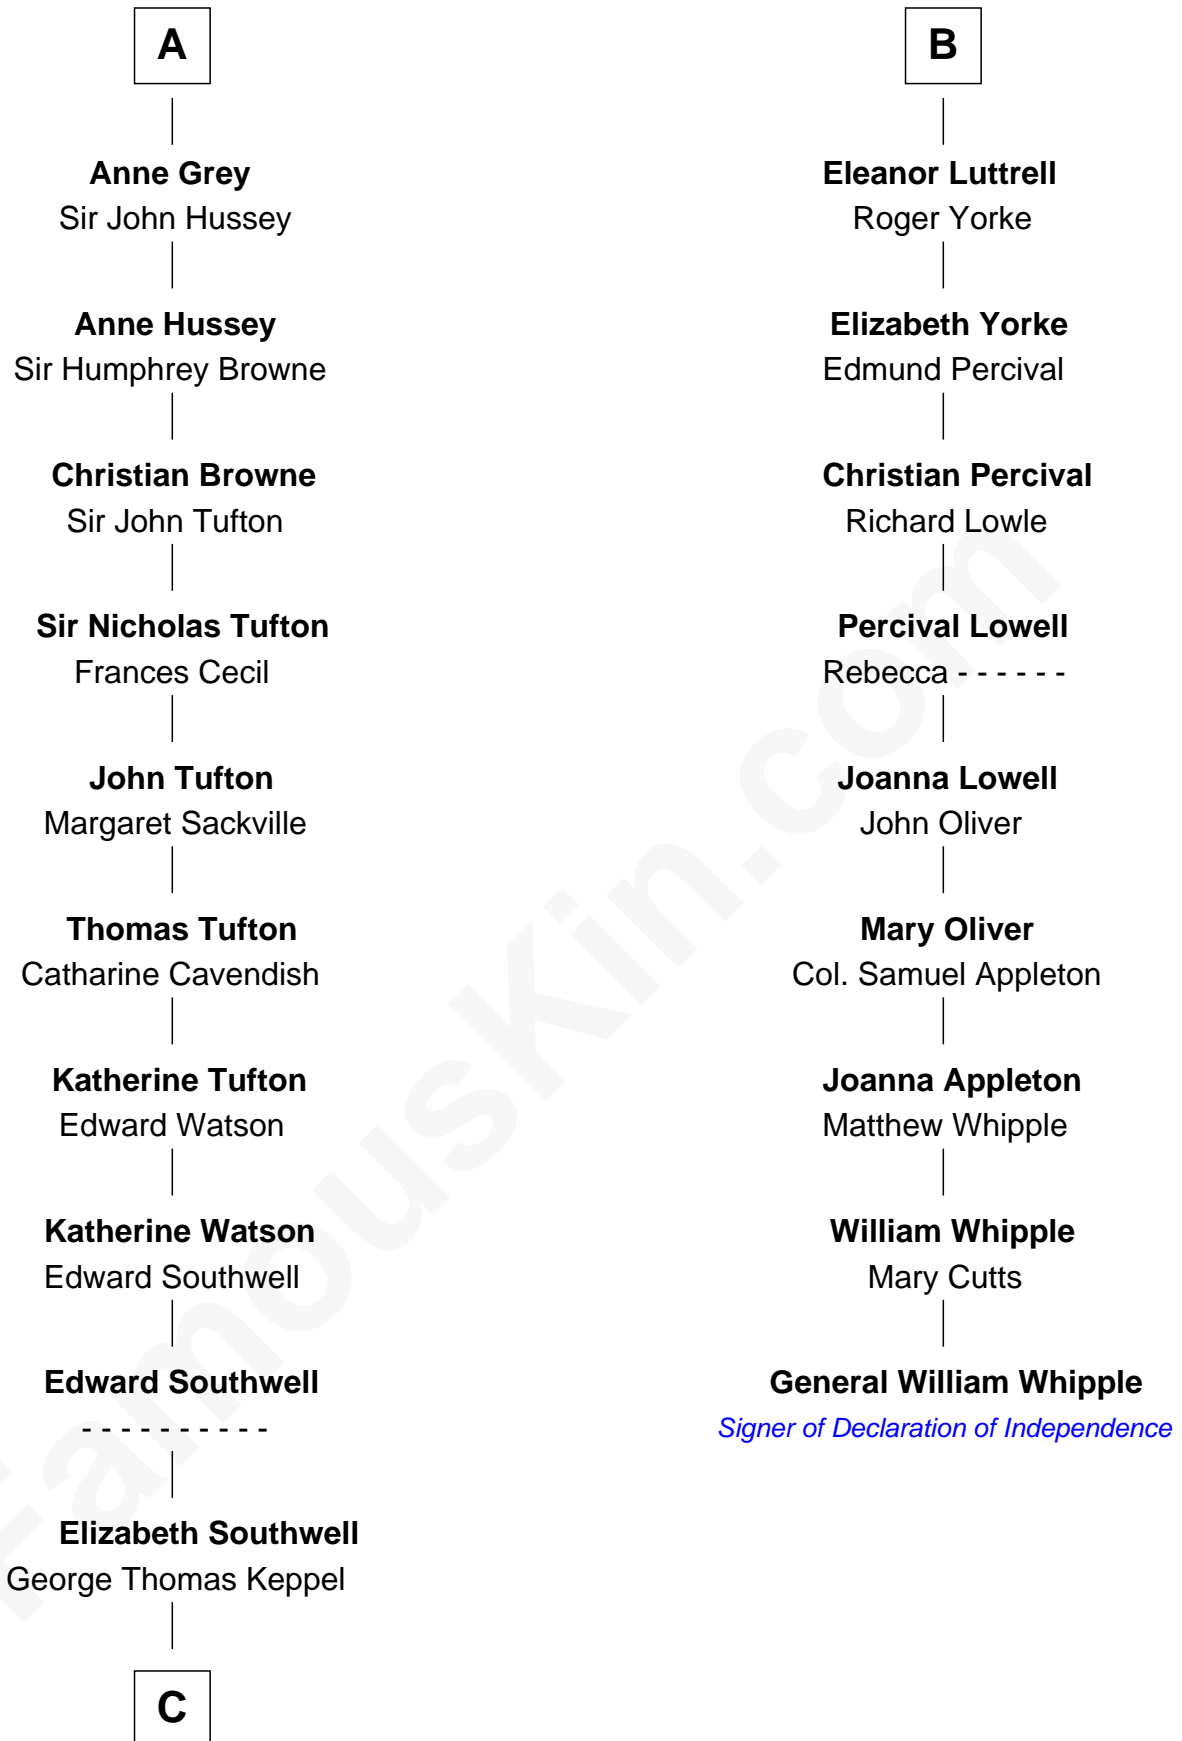 A
Anne Grey
Sir John Hussey
Anne Hussey
Sir Humphrey Browne
Christian Browne
Sir John Tufton
Sir Nicholas Tufton
Frances Cecil
John Tufton
Margaret Sackville
Thomas Tufton
Catharine Cavendish
Katherine Tufton
Edward Watson
Katherine Watson
Edward Southwell
Edward Southwell
- - - - - - - - - -
Elizabeth Southwell
George Thomas Keppel
C
B
Eleanor Luttrell
Roger Yorke
Elizabeth Yorke
Edmund Percival
Christian Percival
Richard Lowle
Percival Lowell
Rebecca - - - - - -
Joanna Lowell
John Oliver
Mary Oliver
Col. Samuel Appleton
Joanna Appleton
Matthew Whipple
William Whipple
Mary Cutts
General William Whipple
Signer of Declaration of Independence
FamousKin.com